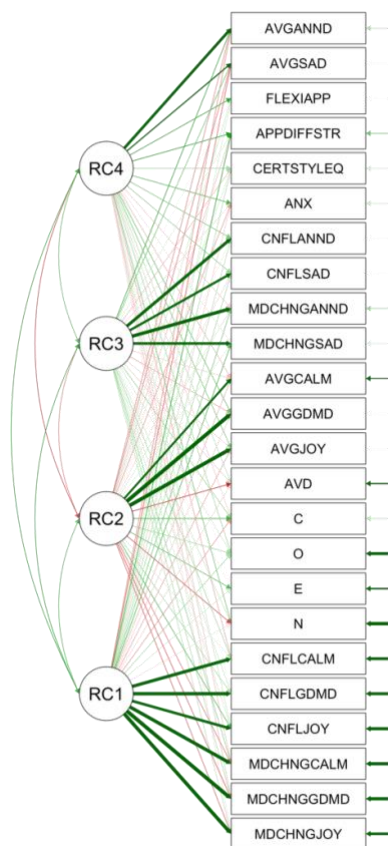 AVGANND
AVGSAD
FLEXIAPP
APPDIFFSTR
CERTSTYLEQ
ANX
CNFLANND
CNFLSAD
MDCHNGANND
MDCHNGSAD
AVGCALM
AVGGDMD
AVGJOY
AVD
C
O
E
N
CNFLCALM
CNFLGDMD
CNFLJOY
MDCHNGCALM
MDCHNGGDMD
MDCHNGJOY
RC4
RC3
RC2
RC1